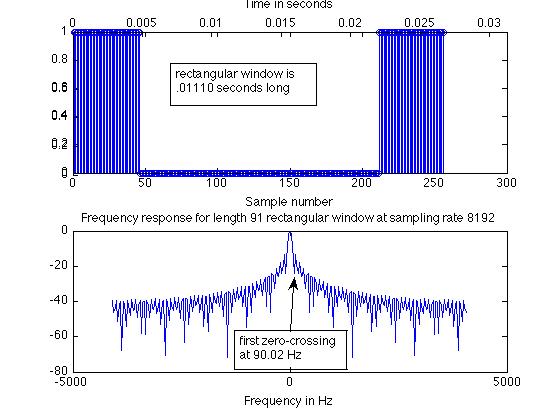 Time in seconds
0 0.005 0.01 0.015 0.02 0.025 0.03
1
0.8
0.6
0.4
0.2
0
rectangular window is
.01110 seconds long
0 50 100 150 200 250 300
Sample number
Frequency response for length 91 rectangular window at sampling rate 8192
0
-20
-40
-60
-80
first zero-crossing
at 90.02 Hz
-5000 0 5000
Frequency in Hz